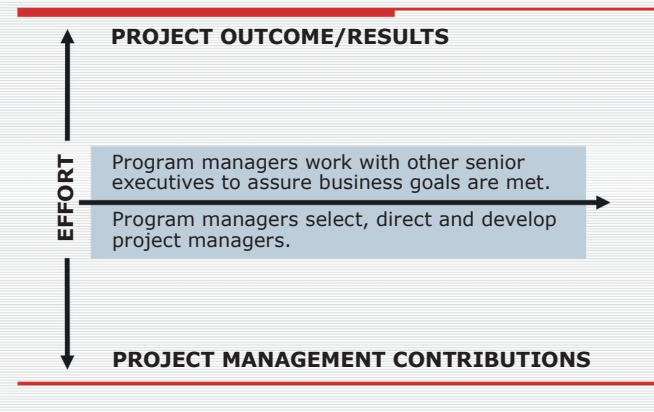 PROJECT OUTCOME/RESULTS
EFFORT
Program managers work with other senior
executives to assure business goals are met.
Program managers select, direct and develop
project managers.
PROJECT MANAGEMENT CONTRIBUTIONS